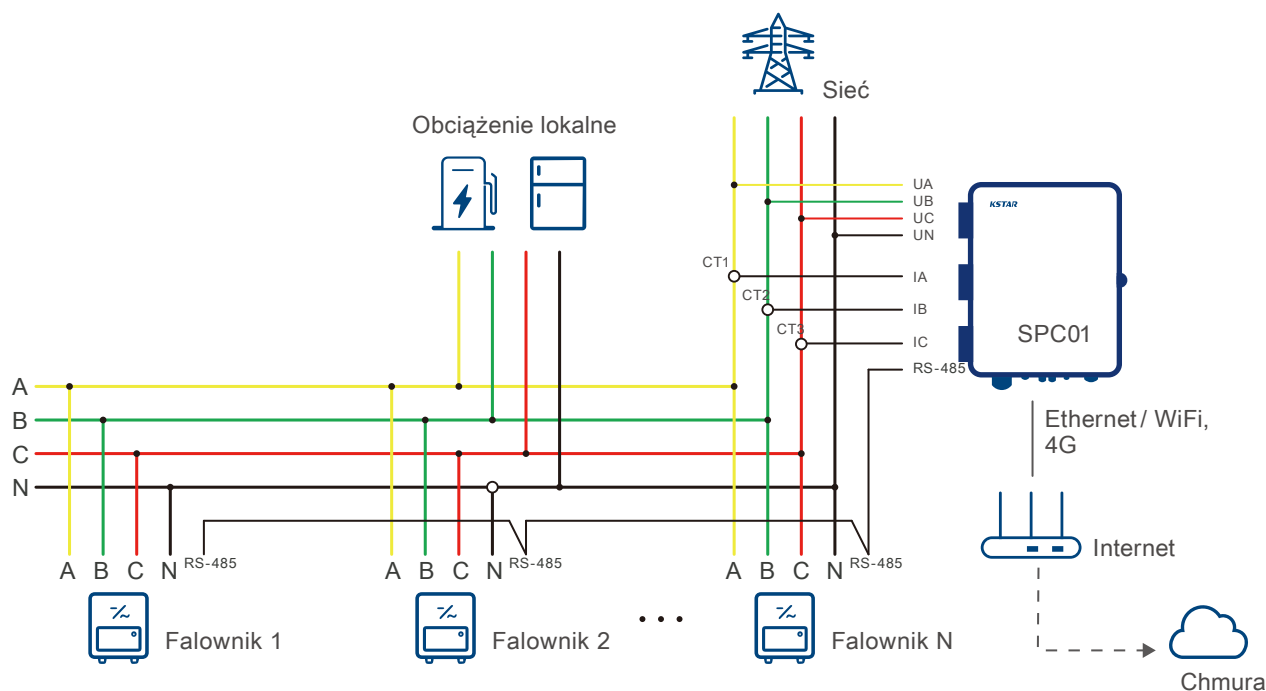 Sieć
Obciążenie lokalne
UA
UB
UC
UN
KSTAR
CT1
IA
CT2
IB
CT3
IC
SPC01
RS-485
A
B
C
N
Ethernet / WiFi,
4G
Internet
A B C N RS-485
A B C N RS-485
A B C N RS-485
Falownik 1
Falownik 2
• • •
Falownik N
Chmura